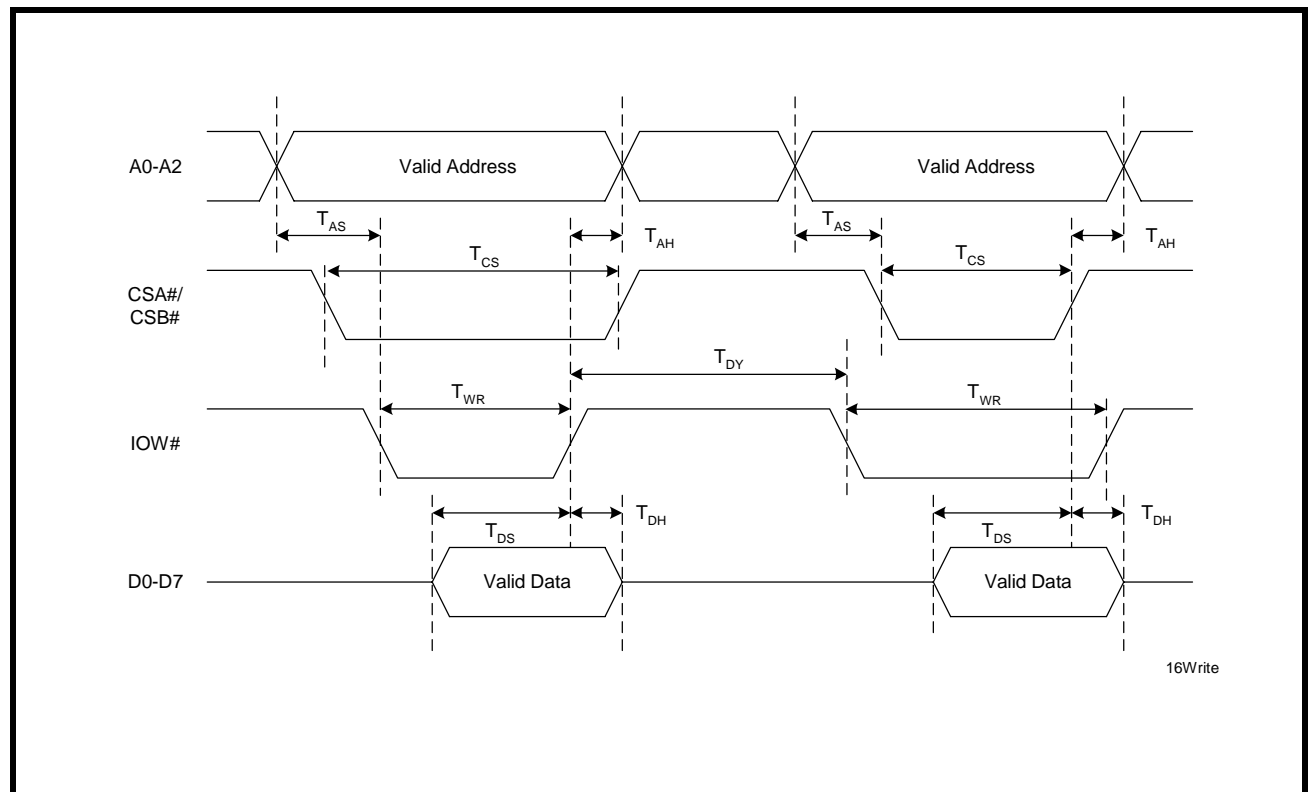 A0-A2
Valid Address
Valid Address
TAS
TAH
TAS
TAH
TCS
TCS
CSA#/
CSB#
TDY
TWR
TWR
IOW#
TDS
TDH
TDS
TDH
D0-D7
Valid Data
Valid Data
16Write